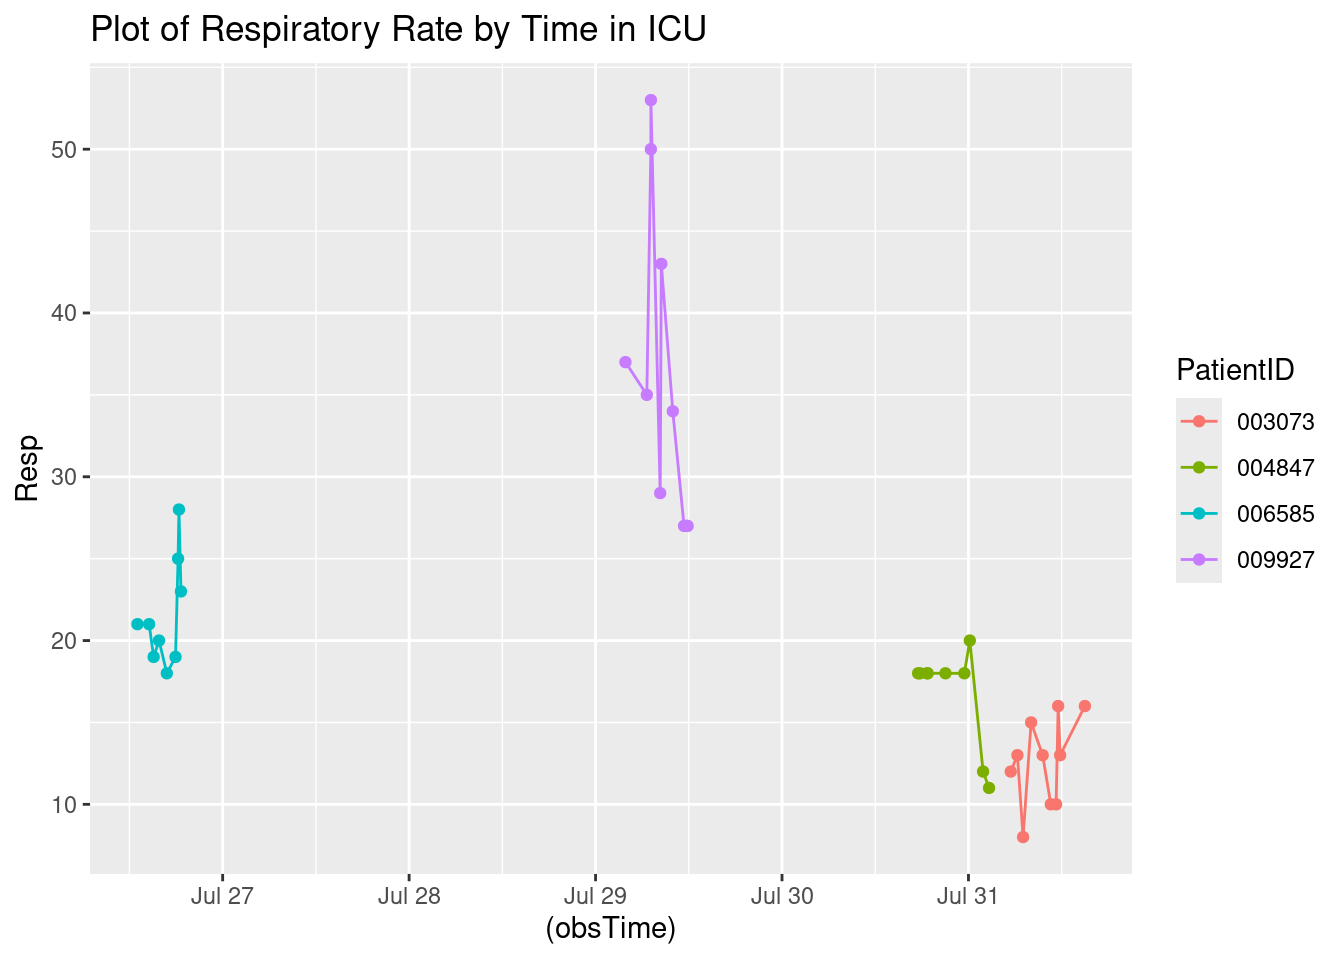 Plot of Respiratory Rate by Time in ICU
Resp
50
40
30
20
10
Jul 27
Jul 28
Jul 29
Jul 30
Jul 31
(obsTime)
PatientID
003073
004847
006585
009927